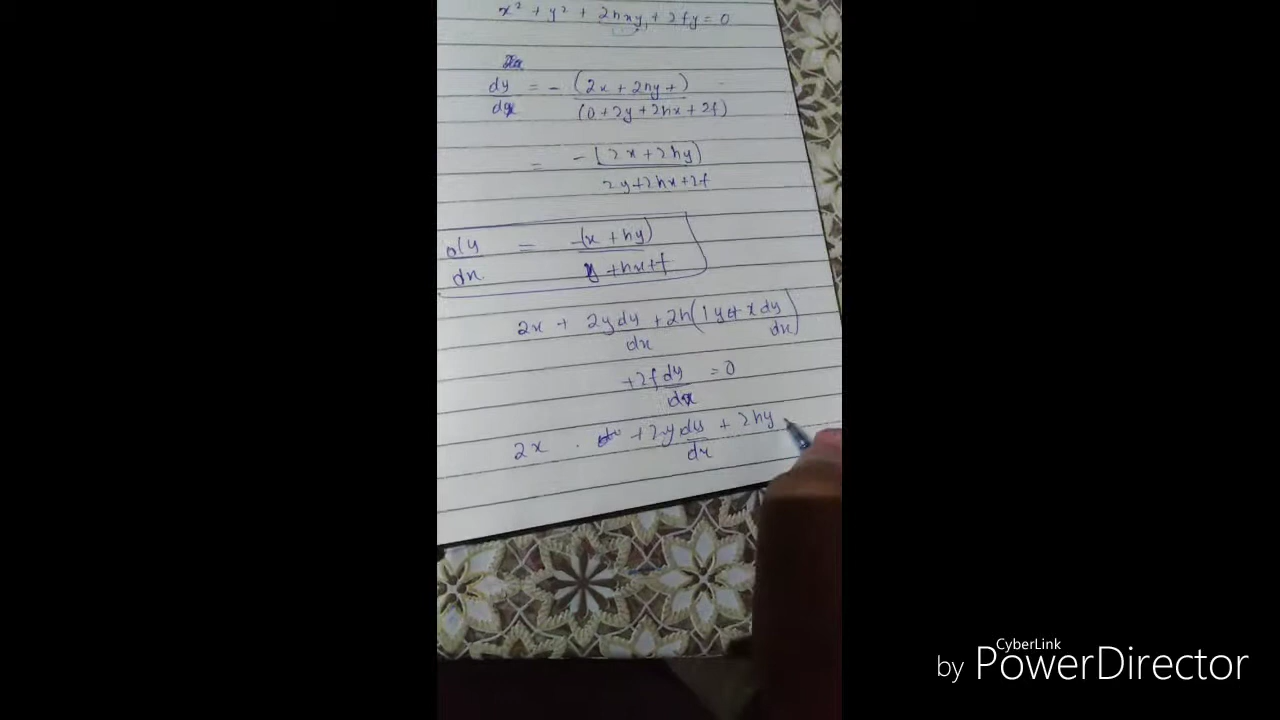 x² + y² + 2hxy + 2fy = 0
dy/dx = - (2x + 2hy + ) / (0 + 2y + 2hx + 2f)
= - (2x + 2hy) / 2y + 2hx + 2f
dy/dx = -(x + hy) / y + hx + f
2x + 2y dy/dx + 2h(1y + x dy/dx)
+ 2f dy/dx = 0
2x . + 2y dy/dx + 2hy
CyberLink
by PowerDirector